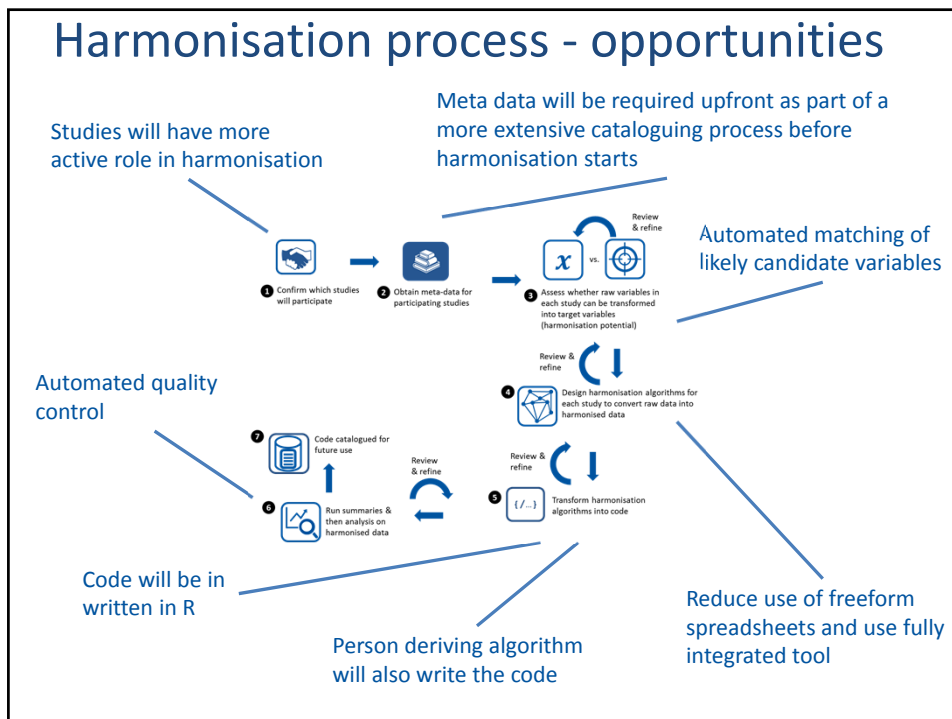 Harmonisation process - opportunities
Studies will have more
active role in harmonisation
Meta data will be required upfront as part of a
more extensive cataloguing process before
harmonisation starts
Automated matching of
likely candidate variables
1 Confirm which studies
will participate
2 Obtain meta-data for
participating studies
x vs.
Review
& refine
3 Assess whether raw variables in
each study can be transformed
into target variables
(harmonisation potential)
Review &
refine
4 Design harmonisation algorithms for
each study to convert raw data into
harmonised data
Review &
refine
5 {/...} Transform harmonisation
algorithms into code
Review
& refine
6 Run summaries &
then analysis on
harmonised data
7 Code catalogued for
future use
Automated quality
control
Code will be in
written in R
Person deriving algorithm
will also write the code
Reduce use of freeform
spreadsheets and use fully
integrated tool